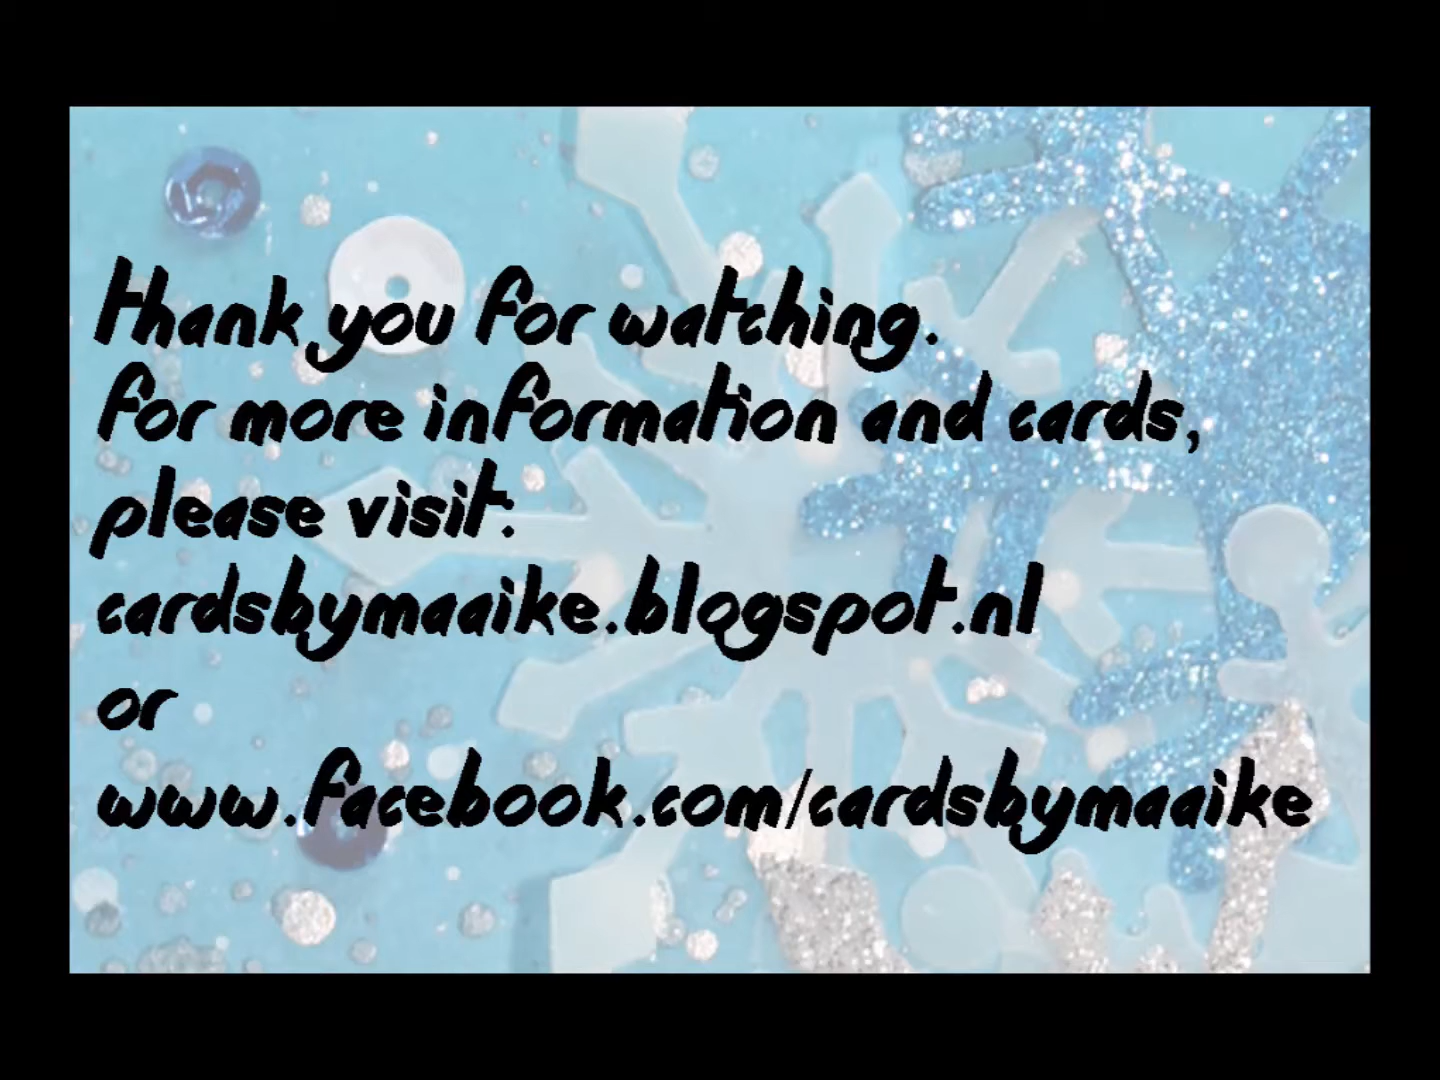 Thank you for watching.
For more information and cards,
please visit:
cardsbymaaike.blogspot.nl
or
www.facebook.com/cardsbymaaike